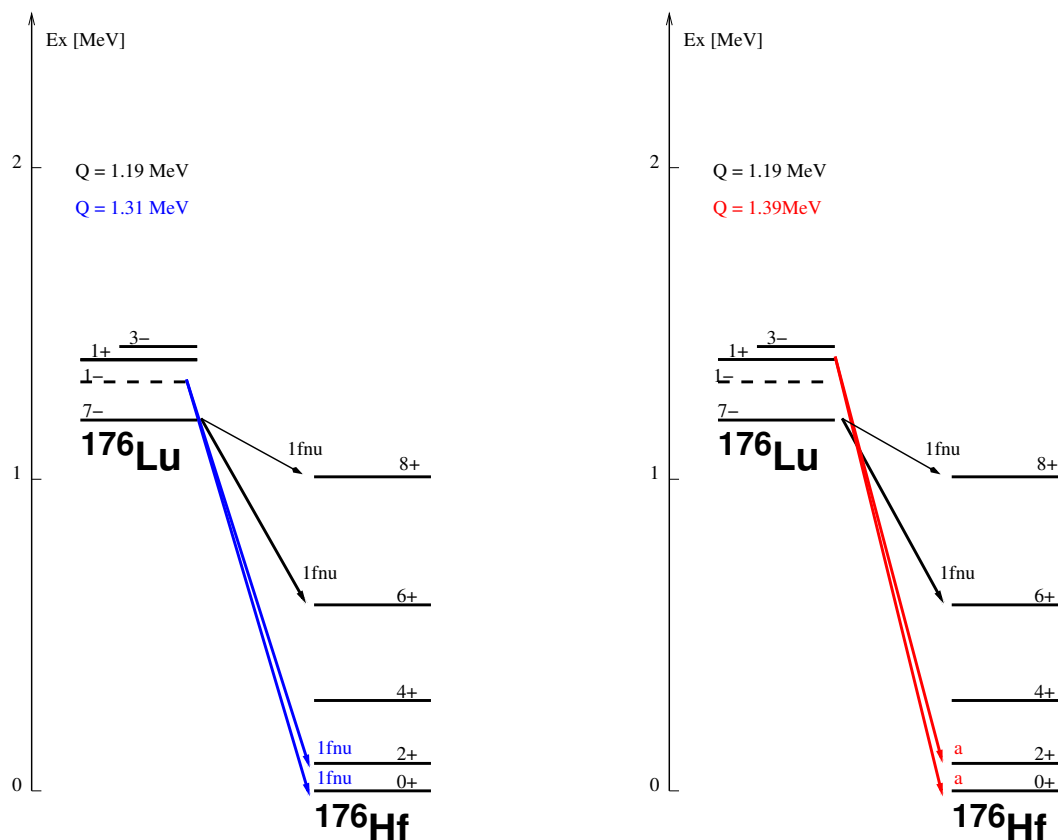 Ex [MeV]
2
Q = 1.19 MeV
Q = 1.31 MeV
3−
1+
1−
7−
176Lu
1fnu
8+
1
1fnu
6+
4+
1fnu
2+
1fnu
0+
0
176Hf
Ex [MeV]
2
Q = 1.19 MeV
Q = 1.39MeV
3−
1+
1−
7−
176Lu
1fnu
8+
1
1fnu
6+
4+
a
2+
a
0+
0
176Hf